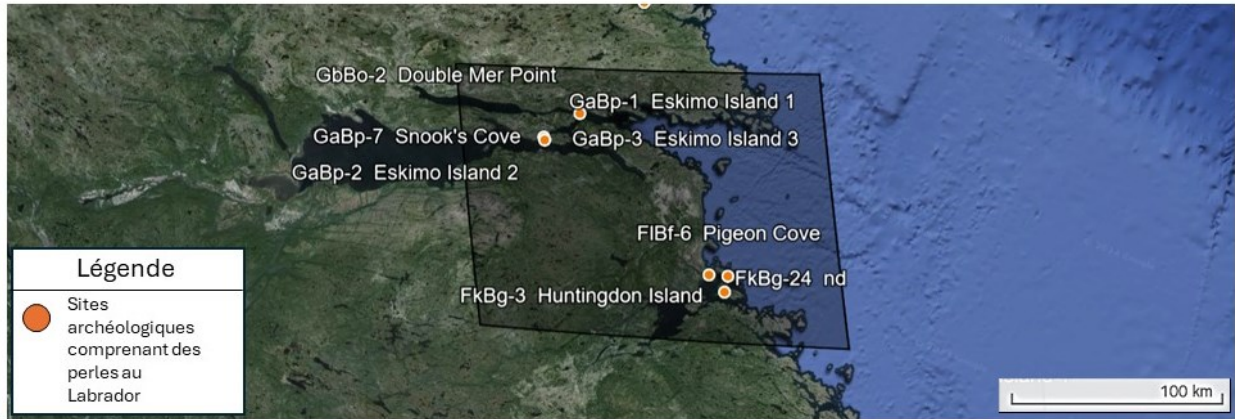 GbBo-2 Double Mer Point
GaBp-1 Eskimo Island 1
GaBp-7 Snook's Cove
GaBp-3 Eskimo Island 3
GaBp-2 Eskimo Island 2
FlBf-6 Pigeon Cove
FkBg-24 nd
FkBg-3 Huntingdon Island
Légende
Sites
archéologiques
comprenant des
perles au
Labrador
100 km